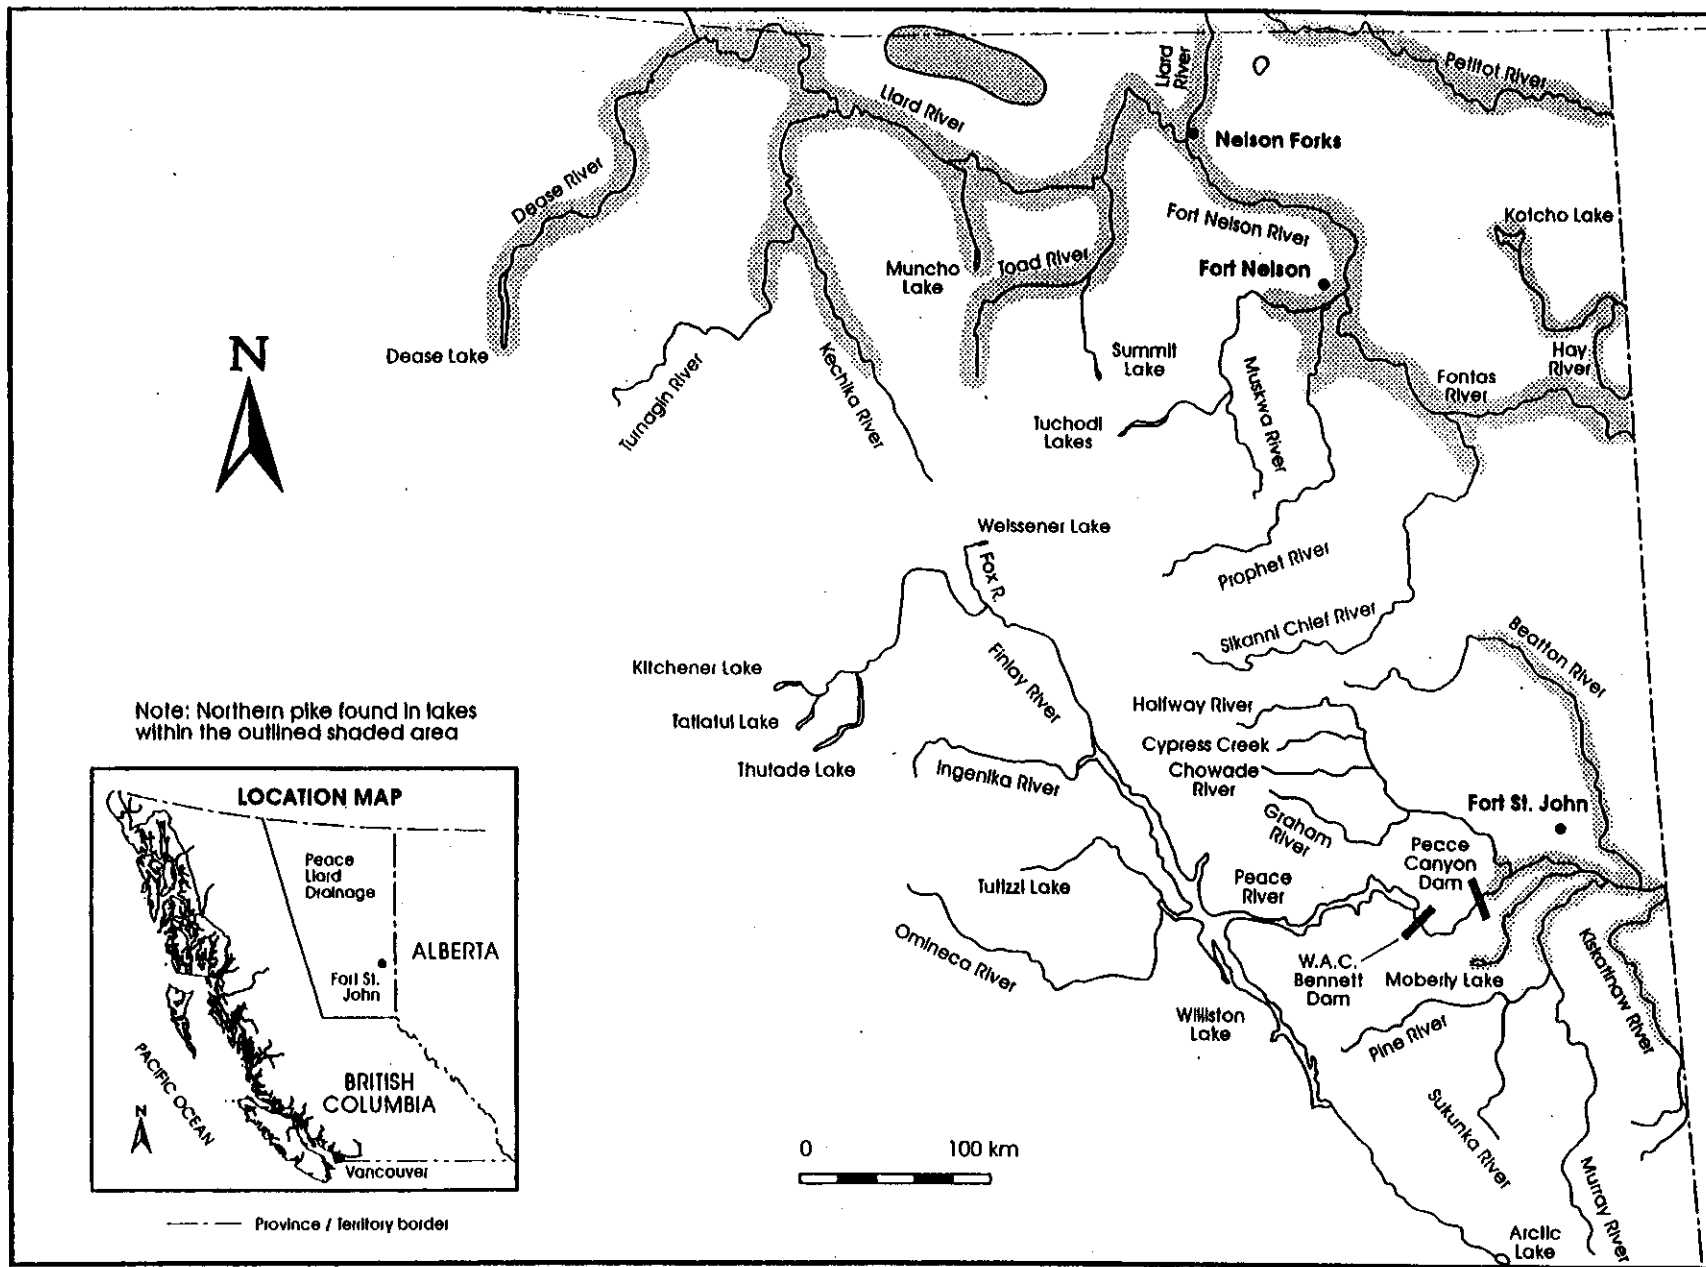 Liard
River
Petitot River
Liard River
Nelson Forks
Dease River
Fort Nelson River
Kotcho Lake
Fort Nelson
Muncho
Lake
Toad River
Dease Lake
N
Turnagin River
Kechika River
Summit
Lake
Hay
River
Fontas
River
Muskwa River
Tuchodi
Lakes
Weissener Lake
Fox R.
Prophet River
Sikanni Chief River
Beatton River
Kitchener Lake
Finlay River
Tatlatui Lake
Thutade Lake
Halfway River
Cypress Creek
Chowade
River
Ingenika River
Graham
River
Fort St. John
Pecce
Canyon
Dam
Peace
River
Tutizzi Lake
Omineca River
W.A.C.
Bennett
Dam
Moberly Lake
Kiskatinaw River
Williston
Lake
Pine River
Sukunka River
Murray River
Arctic
Lake
Note: Northern pike found in lakes
within the outlined shaded area
LOCATION MAP
Peace
Liard
Drainage
ALBERTA
Fort St.
John
PACIFIC OCEAN
BRITISH
COLUMBIA
N
Vancouver
0 100 km
Province / Territory border